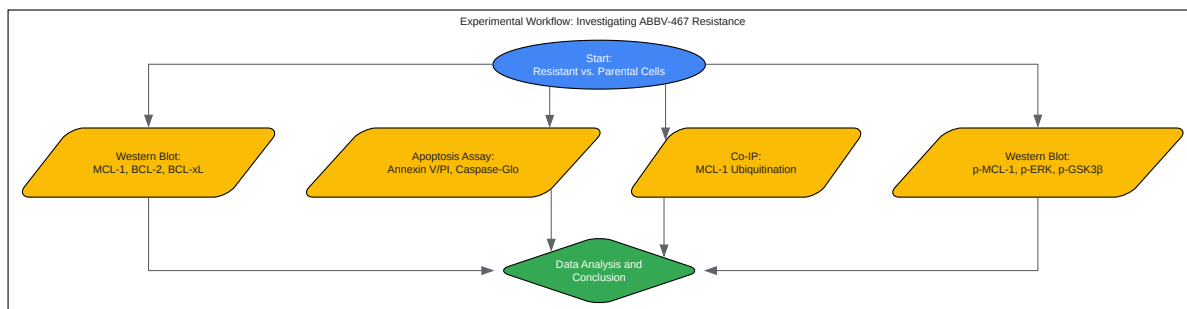 Experimental Workflow: Investigating ABBV-467 Resistance
Start:
Resistant vs. Parental Cells
Western Blot:
MCL-1, BCL-2, BCL-xL
Apoptosis Assay:
Annexin V/PI, Caspase-Glo
Co-IP:
MCL-1 Ubiquitination
Western Blot:
p-MCL-1, p-ERK, p-GSK3β
Data Analysis and
Conclusion